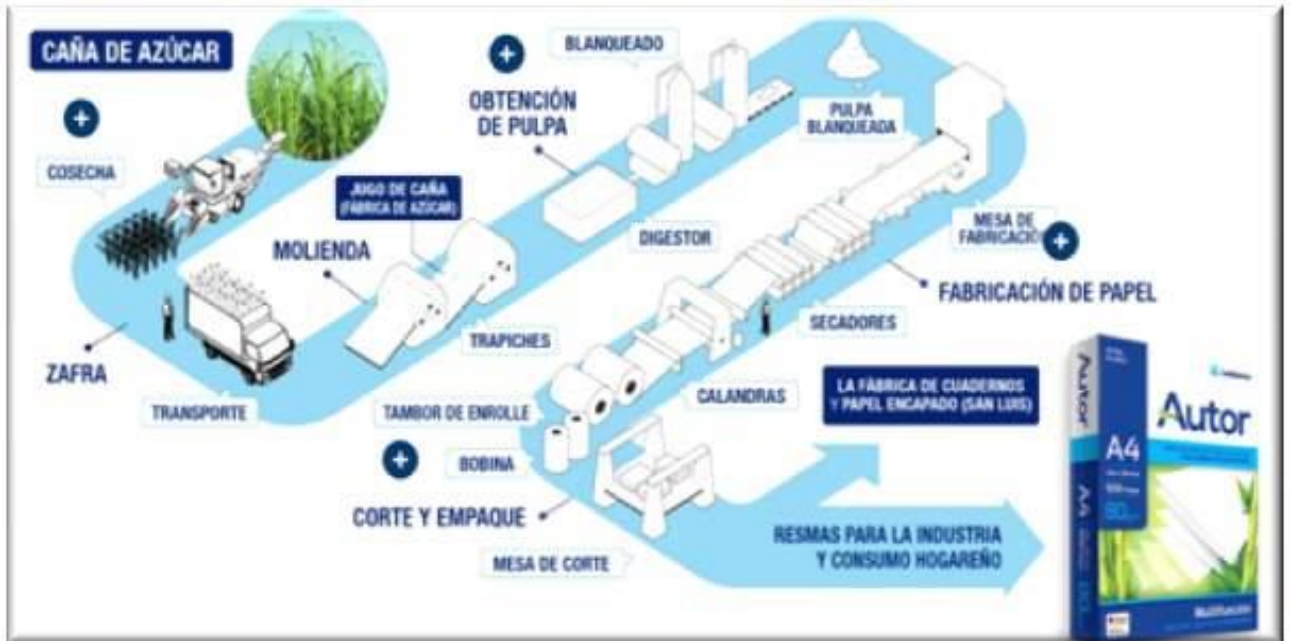 CAÑA DE AZÚCAR
COSECHA
ZAFRA
TRANSPORTE
MOLIENDA
JUGO DE CAÑA
(FÁBRICA DE AZÚCAR)
TRAPICHES
OBTENCIÓN
DE PULPA
DIGESTOR
BLANQUEADO
PULPA
BLANQUEADA
MESA DE
FABRICACIÓ
FABRICACIÓN DE PAPEL
SECADORES
CALANDRAS
TAMBOR DE ENROLLE
BOBINA
CORTE Y EMPAQUE
MESA DE CORTE
LA FÁBRICA DE CUADERNOS
Y PAPEL ENCAPADO (SAN LUIS)
RESMAS PARA LA INDUSTRIA
Y CONSUMO HOGAREÑO
Autor
A4
Autor
A4
Multifunción